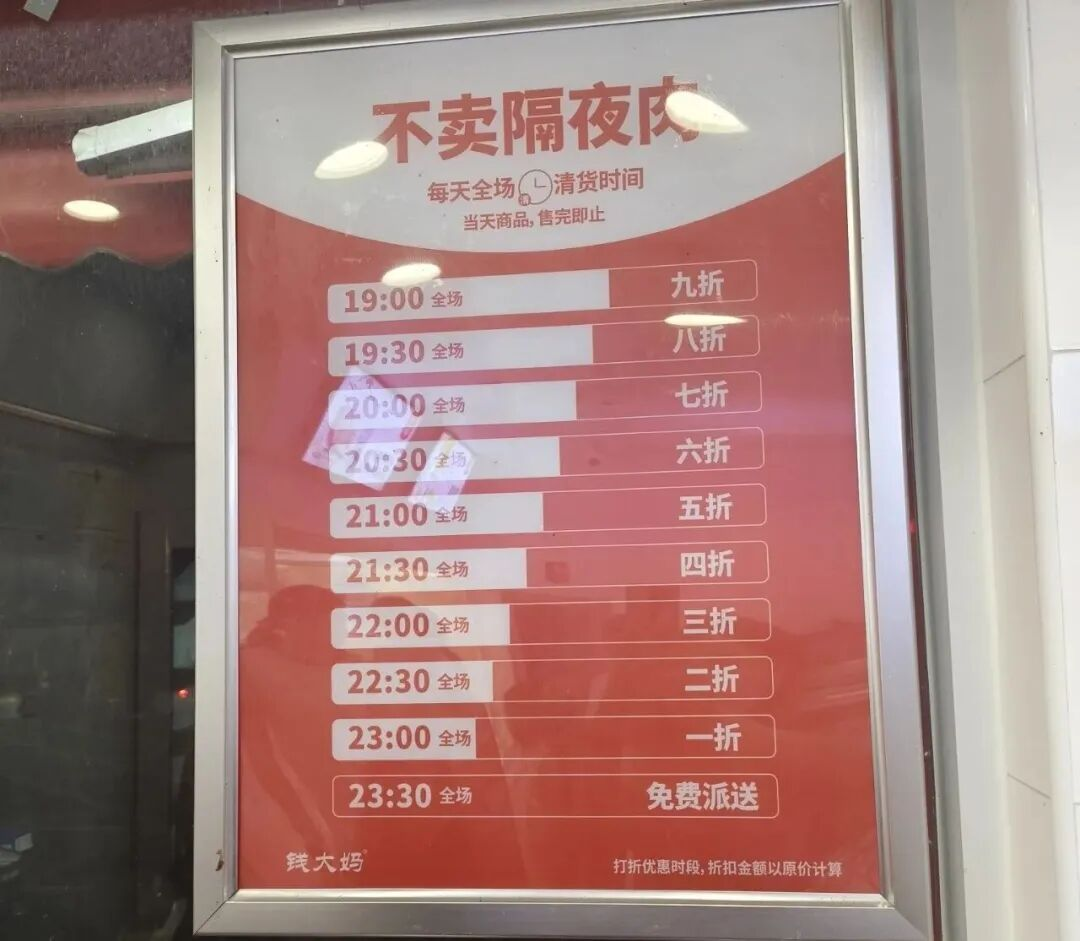 不卖隔夜肉
每天全场 清 清货时间
当天商品, 售完即止
19:00 全场 九折
19:30 全场 八折
20:00 全场 七折
20:30 全场 六折
21:00 全场 五折
21:30 全场 四折
22:00 全场 三折
22:30 全场 二折
23:00 全场 一折
23:30 全场 免费派送
钱大妈®
打折优惠时段, 折扣金额以原价计算